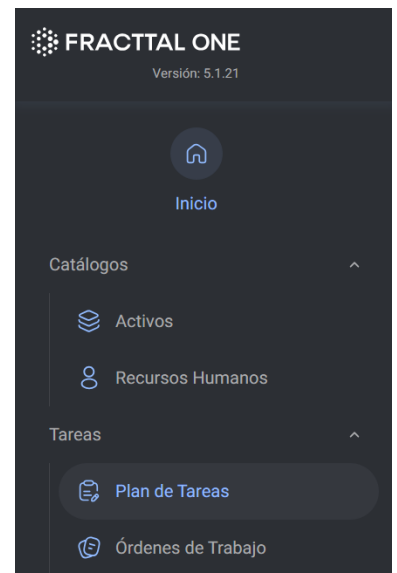 FRACTTAL ONE
Versión: 5.1.21
Inicio
Catálogos
Activos
Recursos Humanos
Tareas
Plan de Tareas
Órdenes de Trabajo